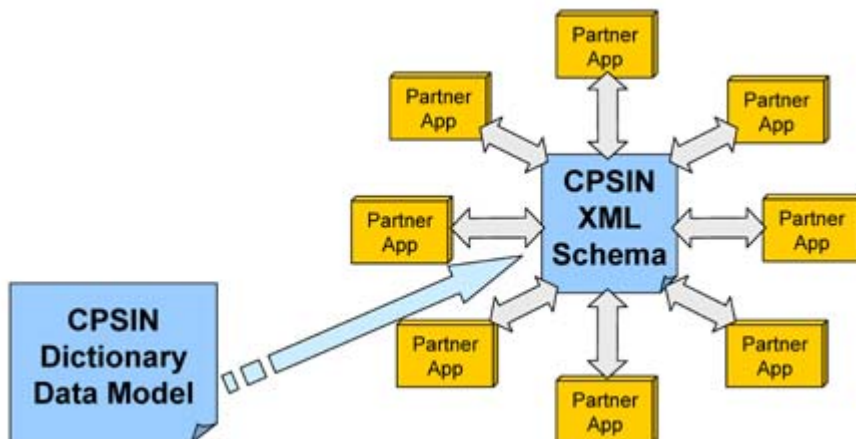 Partner
App
Partner
App
Partner
App
CPSIN
XML
Schema
Partner
App
Partner
App
CPSIN
Dictionary
Data Model
Partner
App
Partner
App
Partner
App